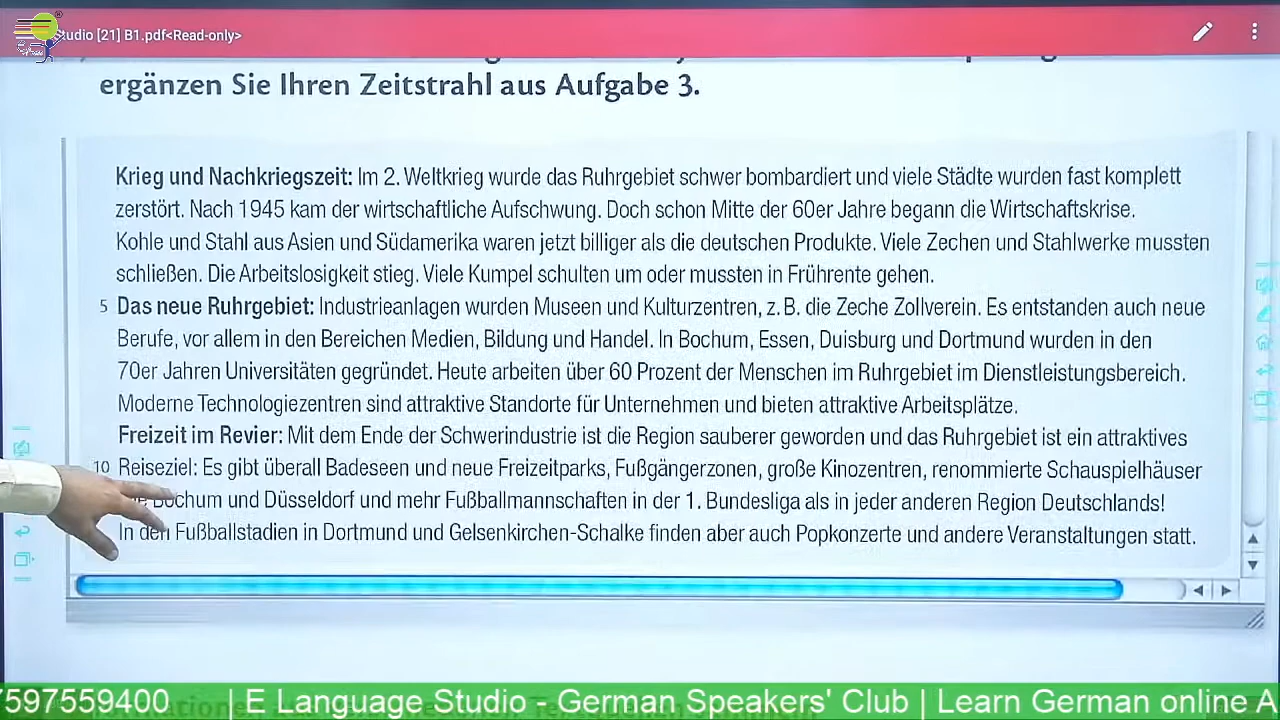 tudio [21] B1.pdf<Read-only>
ergänzen Sie Ihren Zeitstrahl aus Aufgabe 3.
Krieg und Nachkriegszeit: Im 2. Weltkrieg wurde das Ruhrgebiet schwer bombardiert und viele Städte wurden fast komplett
zerstört. Nach 1945 kam der wirtschaftliche Aufschwung. Doch schon Mitte der 60er Jahre begann die Wirtschaftskrise.
Kohle und Stahl aus Asien und Südamerika waren jetzt billiger als die deutschen Produkte. Viele Zechen und Stahlwerke mussten
schließen. Die Arbeitslosigkeit stieg. Viele Kumpel schulten um oder mussten in Frührente gehen.
5 Das neue Ruhrgebiet: Industrieanlagen wurden Museen und Kulturzentren, z. B. die Zeche Zollverein. Es entstanden auch neue
Berufe, vor allem in den Bereichen Medien, Bildung und Handel. In Bochum, Essen, Duisburg und Dortmund wurden in den
70er Jahren Universitäten gegründet. Heute arbeiten über 60 Prozent der Menschen im Ruhrgebiet im Dienstleistungsbereich.
Moderne Technologiezentren sind attraktive Standorte für Unternehmen und bieten attraktive Arbeitsplätze.
Freizeit im Revier: Mit dem Ende der Schwerindustrie ist die Region sauberer geworden und das Ruhrgebiet ist ein attraktives
10 Reiseziel: Es gibt überall Badeseen und neue Freizeitparks, Fußgängerzonen, große Kinozentren, renommierte Schauspielhäuser
Bochum und Düsseldorf und mehr Fußballmannschaften in der 1. Bundesliga als in jeder anderen Region Deutschlands!
In den Fußballstadien in Dortmund und Gelsenkirchen-Schalke finden aber auch Popkonzerte und andere Veranstaltungen statt.
7597559400 | E Language Studio - German Speakers' Club | Learn German online A